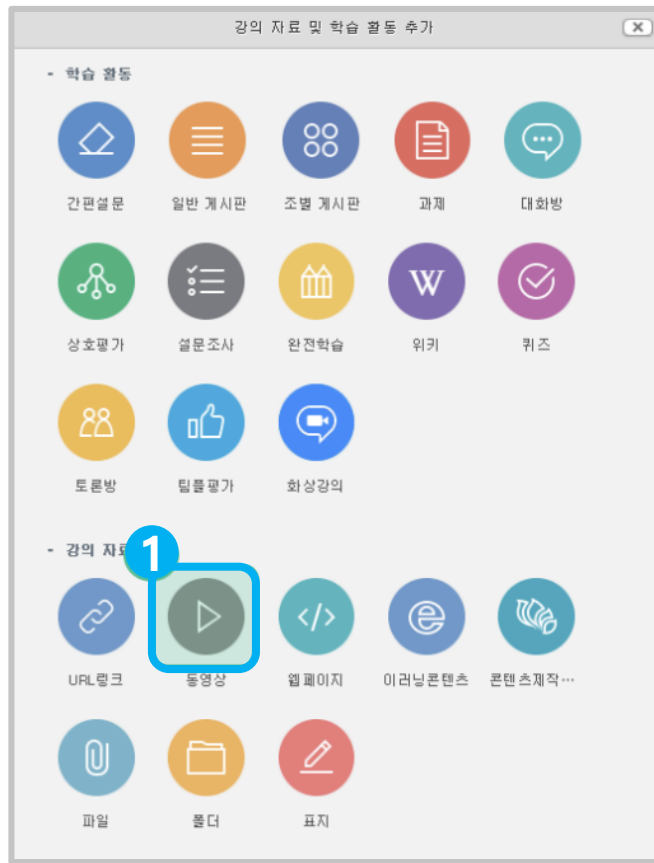 강의 자료 및 학습 활동 추가
- 학습 활동
간편설문 일반 게시판 조별 게시판 과제 대화방
W
상호평가 설문조사 완전학습 위키 퀴즈
토론방 팀플평가 화상강의
- 강의 자료
1
</>
e
URL링크 동영상 웹페이지 이러닝콘텐츠 콘텐츠제작…
파일 폴더 표지